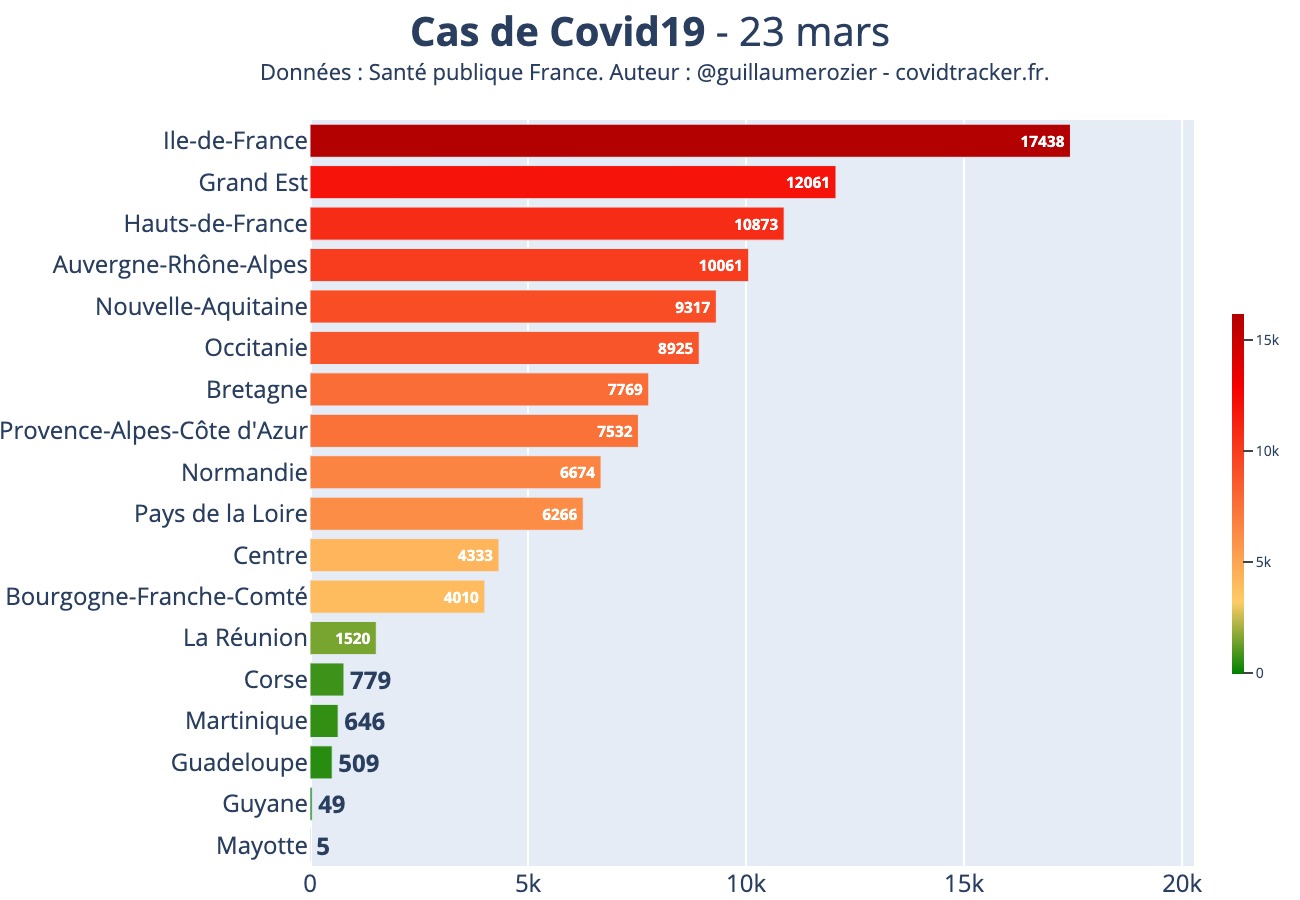 Cas de Covid19 - 23 mars
Données : Santé publique France. Auteur : @guillaumerozier - covidtracker.fr.
Ile-de-France 17438
Grand Est 12061
Hauts-de-France 10873
Auvergne-Rhône-Alpes 10061
Nouvelle-Aquitaine 9317
Occitanie 8925
Bretagne 7769
Provence-Alpes-Côte d'Azur 7532
Normandie 6674
Pays de la Loire 6266
Centre 4333
Bourgogne-Franche-Comté 4010
La Réunion 1520
Corse 779
Martinique 646
Guadeloupe 509
Guyane 49
Mayotte 5
0 5k 10k 15k 20k
15k
10k
5k
0